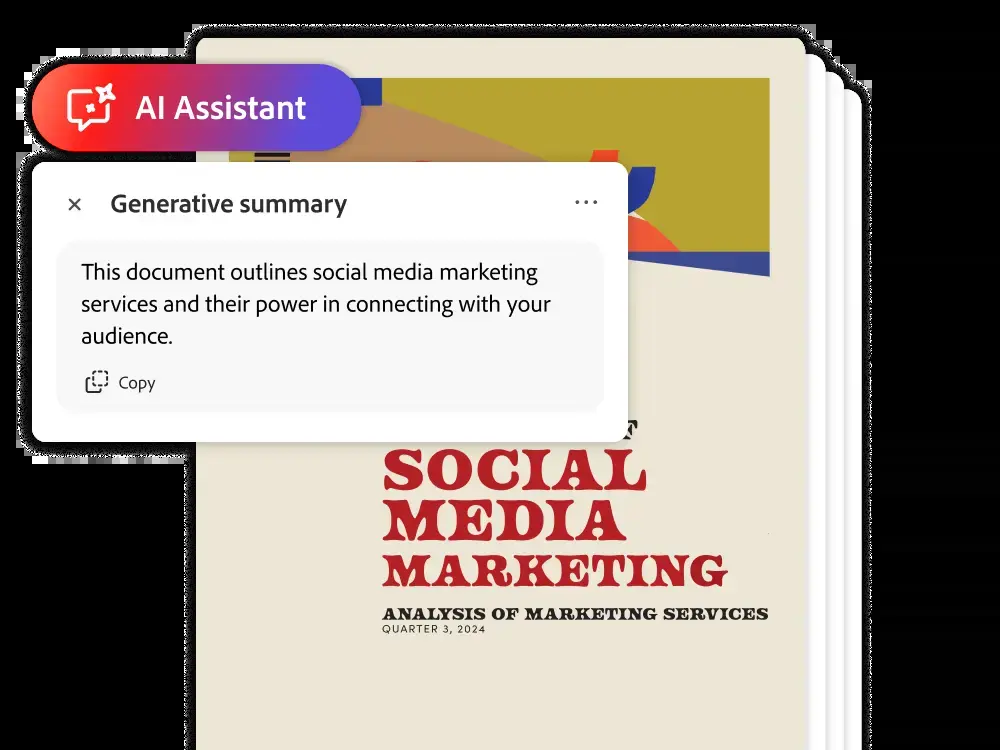 AI Assistant
Generative summary
This document outlines social media marketing
services and their power in connecting with your
audience.
Copy
SOCIAL
MEDIA
MARKETING
ANALYSIS OF MARKETING SERVICES
QUARTER 3, 2024